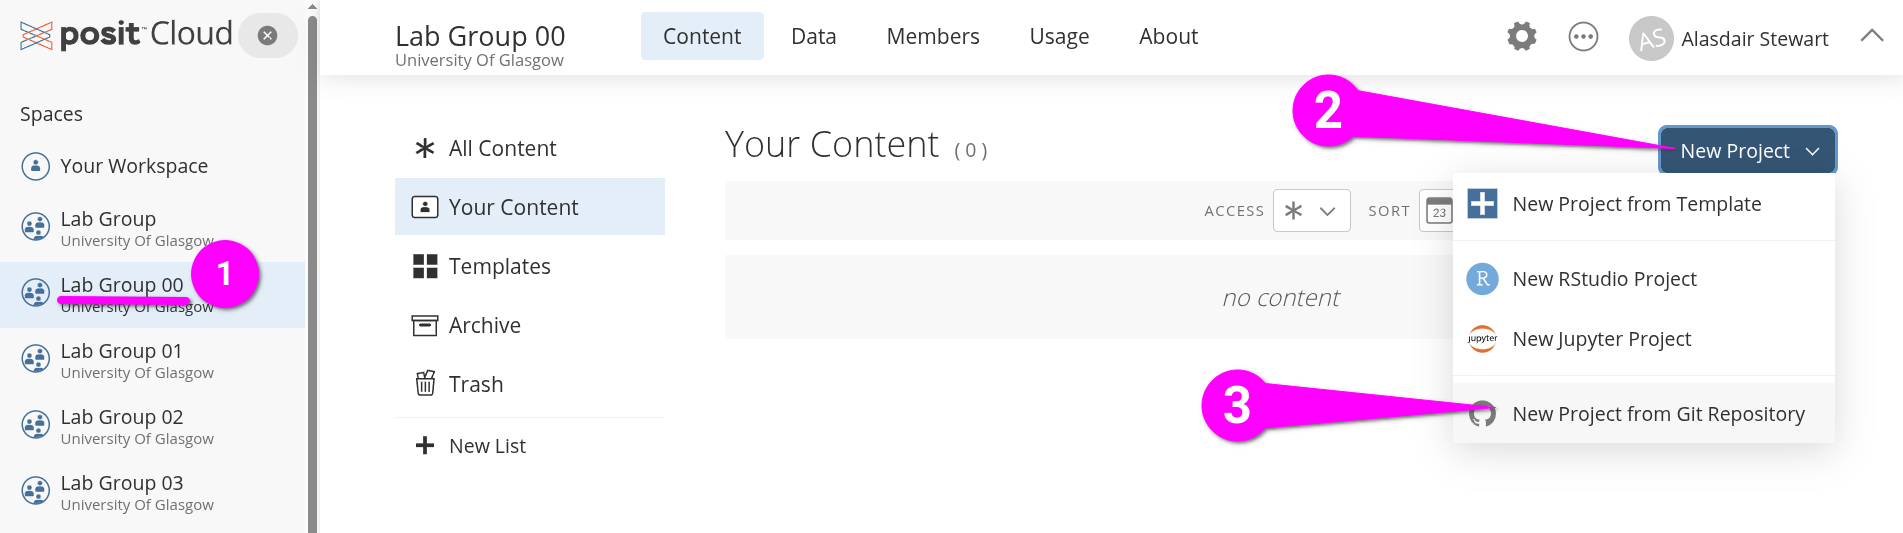 posit™ Cloud
Spaces
Your Workspace
Lab Group
University Of Glasgow
Lab Group 00
University Of Glasgow
1
Lab Group 01
University Of Glasgow
Lab Group 02
University Of Glasgow
Lab Group 03
University Of Glasgow
Lab Group 00
University Of Glasgow
Content
Data
Members
Usage
About
AS
Alasdair Stewart
All Content
Your Content
Templates
Archive
Trash
New List
Your Content ( 0 )
2
New Project
ACCESS
SORT
23
no content
New Project from Template
R
New RStudio Project
jupyter
New Jupyter Project
3
New Project from Git Repository